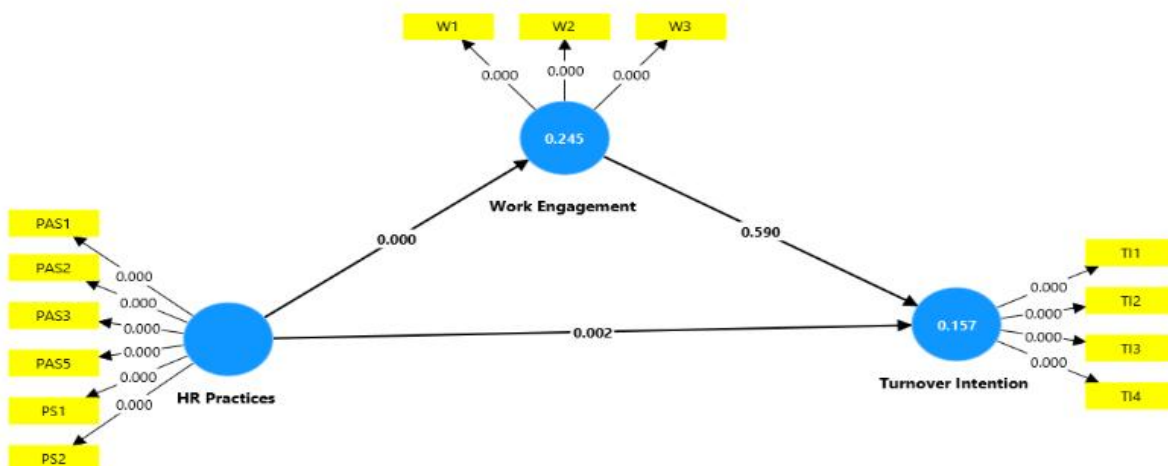 W1
W2
W3
0.000
0.000
0.000
0.245
Work Engagement
PAS1
PAS2
PAS3
PAS5
PS1
PS2
0.000
0.000
0.000
0.000
0.000
0.000
HR Practices
0.000
0.590
0.002
0.157
Turnover Intention
TI1
TI2
TI3
TI4
0.000
0.000
0.000
0.000